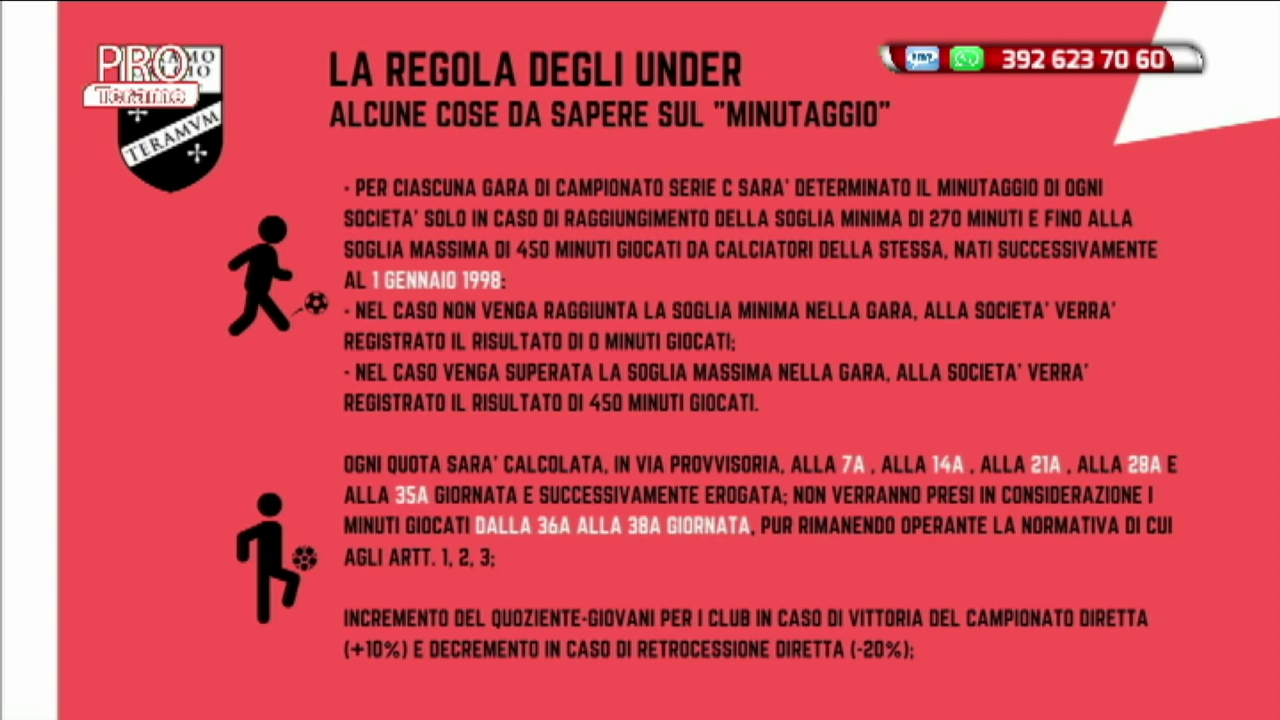 PRO
Teramo
TERAMVM
392 623 70 60
LA REGOLA DEGLI UNDER
ALCUNE COSE DA SAPERE SUL "MINUTAGGIO"
- PER CIASCUNA GARA DI CAMPIONATO SERIE C SARA' DETERMINATO IL MINUTAGGIO DI OGNI
SOCIETA' SOLO IN CASO DI RAGGIUNGIMENTO DELLA SOGLIA MINIMA DI 270 MINUTI E FINO ALLA
SOGLIA MASSIMA DI 450 MINUTI GIOCATI DA CALCIATORI DELLA STESSA, NATI SUCCESSIVAMENTE
AL 1 GENNAIO 1998;
- NEL CASO NON VENGA RAGGIUNTA LA SOGLIA MINIMA NELLA GARA, ALLA SOCIETA' VERRA'
REGISTRATO IL RISULTATO DI 0 MINUTI GIOCATI;
- NEL CASO VENGA SUPERATA LA SOGLIA MASSIMA NELLA GARA, ALLA SOCIETA' VERRA'
REGISTRATO IL RISULTATO DI 450 MINUTI GIOCATI.
OGNI QUOTA SARA' CALCOLATA, IN VIA PROVVISORIA, ALLA 7A , ALLA 14A , ALLA 21A , ALLA 28A E
ALLA 35A GIORNATA E SUCCESSIVAMENTE EROGATA; NON VERRANNO PRESI IN CONSIDERAZIONE I
MINUTI GIOCATI DALLA 36A ALLA 38A GIORNATA, PUR RIMANENDO OPERANTE LA NORMATIVA DI CUI
AGLI ARTT. 1, 2, 3;
INCREMENTO DEL QUOZIENTE-GIOVANI PER I CLUB IN CASO DI VITTORIA DEL CAMPIONATO DIRETTA
(+10%) E DECREMENTO IN CASO DI RETROCESSIONE DIRETTA (-20%);